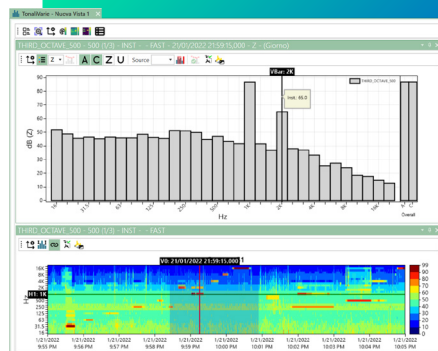 TonalMarie - Nuova Vista 1
THIRD_OCTAVE_500 - 500 (1/3) - INST - - FAST - 21/01/2022 21:59:15,000 - Z - (Giorno)
Z A C Z U Source
VBar: 2K
THIRD_OCTAVE_500
Inst.: 65.0
dB (Z)
90
80
70
60
50
40
30
20
10
0
16 31.5 63 125 250 500 1K 2K 4K 8K 16K A C
Hz
Overall
THIRD_OCTAVE_500 - 500 (1/3) - INST - - FAST
V0: 21/01/2022 21:59:15,000 1
Hz
16K
8K
4K
2K
H1: 1K
500
250
125
63
31.5
16
99
90
80
70
60
50
40
30
20
10
0
1/21/2022 1/21/2022 1/21/2022 1/21/2022 1/21/2022 1/21/2022 1/21/2022 1/21/2022 1/21/2022 1/21/2022 1/21/2022
9:55 PM 9:56 PM 9:57 PM 9:58 PM 9:59 PM 10:00 PM 10:01 PM 10:02 PM 10:03 PM 10:04 PM 10:05 PM